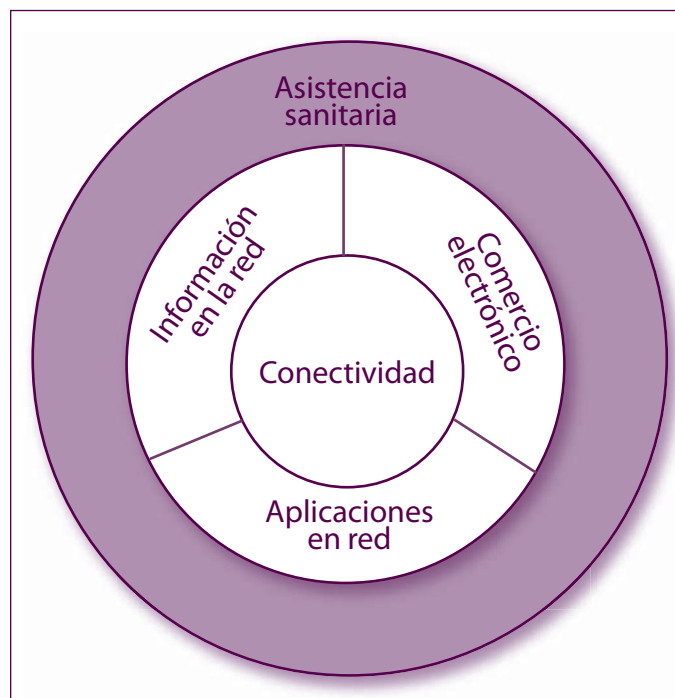 Asistencia
sanitaria
Información
en la red
Comercio
electrónico
Conectividad
Aplicaciones
en red